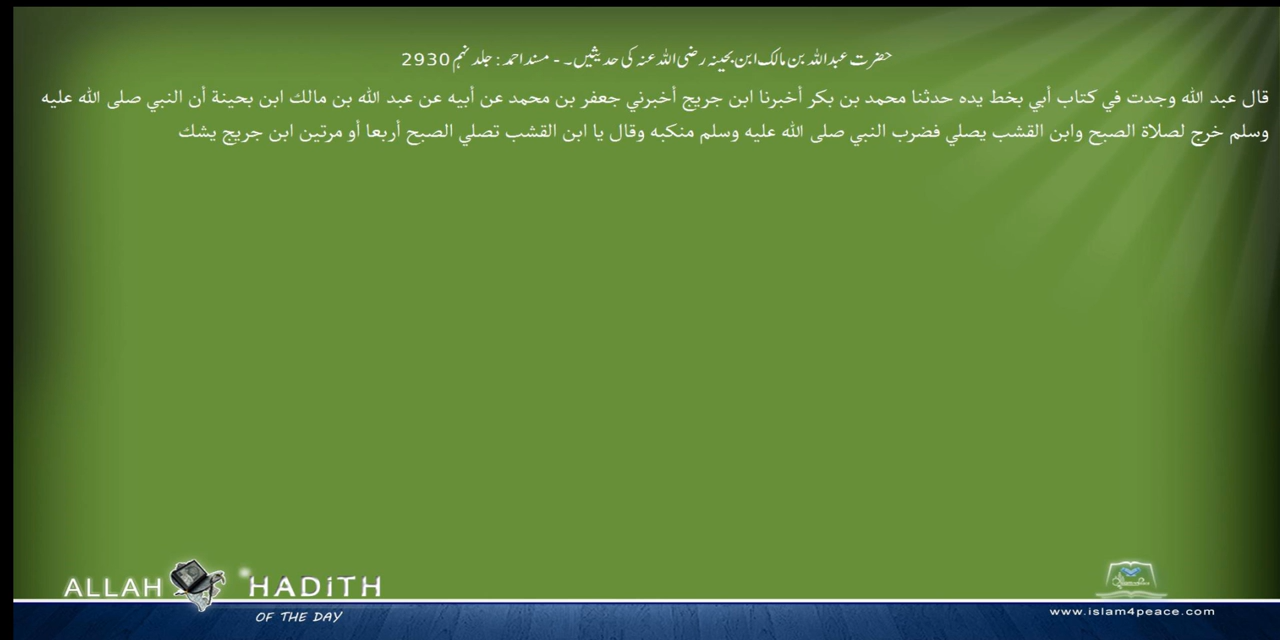 حضرت عبداللہ بن مالک ابن بحینہ رضی اللہ عنہ کی حدیثیں۔ - مسند احمد : جلد نہم 2930
قال عبد الله وجدت في كتاب أبي بخط يده حدثنا محمد بن بكر أخبرنا ابن جريج أخبرني جعفر بن محمد عن أبيه عن عبد الله بن مالك ابن بحينة أن النبي صلى الله عليه
وسلم خرج لصلاة الصبح وابن القشب يصلي فضرب النبي صلى الله عليه وسلم منكبه وقال يا ابن القشب تصلي الصبح أربعا أو مرتين ابن جريج يشك
ALLAH HADITH
OF THE DAY
www.islam4peace.com